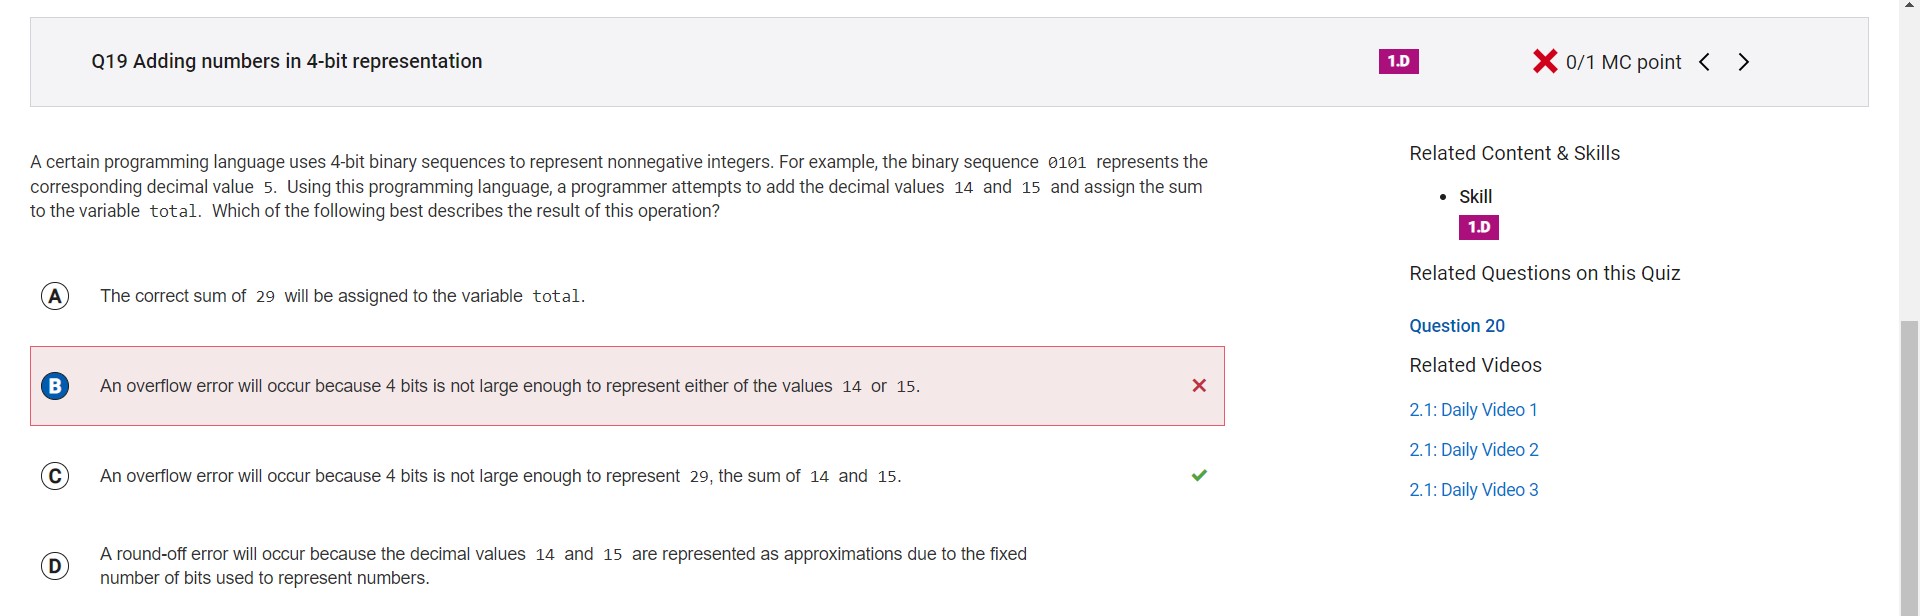 Q19 Adding numbers in 4-bit representation
1.D
0/1 MC point
A certain programming language uses 4-bit binary sequences to represent nonnegative integers. For example, the binary sequence 0101 represents the
corresponding decimal value 5. Using this programming language, a programmer attempts to add the decimal values 14 and 15 and assign the sum
to the variable total. Which of the following best describes the result of this operation?
A The correct sum of 29 will be assigned to the variable total.
B An overflow error will occur because 4 bits is not large enough to represent either of the values 14 or 15.
C An overflow error will occur because 4 bits is not large enough to represent 29, the sum of 14 and 15.
D A round-off error will occur because the decimal values 14 and 15 are represented as approximations due to the fixed
number of bits used to represent numbers.
Related Content & Skills
• Skill
1.D
Related Questions on this Quiz
Question 20
Related Videos
2.1: Daily Video 1
2.1: Daily Video 2
2.1: Daily Video 3